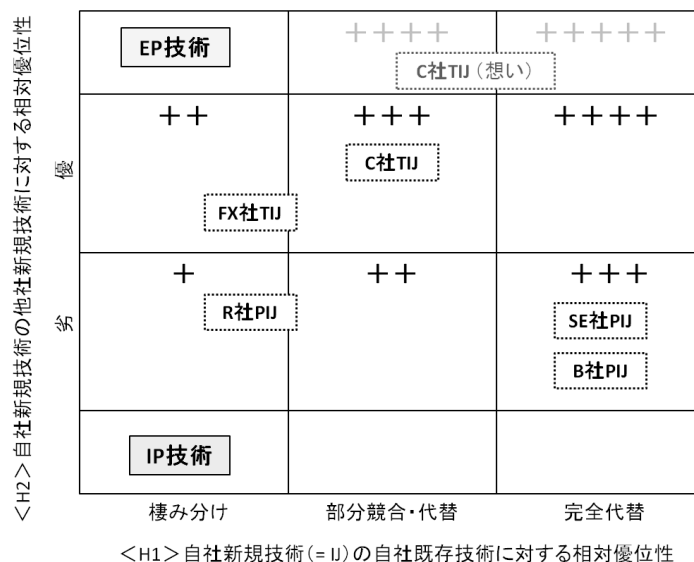 ＜H2＞自社新規技術の他社新規技術に対する相対優位性
優
劣
EP技術
++++
+++++
C社TIJ（想い）
++
+++
++++
C社TIJ
FX社TIJ
+
++
+++
R社PIJ
SE社PIJ
B社PIJ
IP技術
棲み分け
部分競合・代替
完全代替
＜H1＞自社新規技術(= IJ)の自社既存技術に対する相対優位性